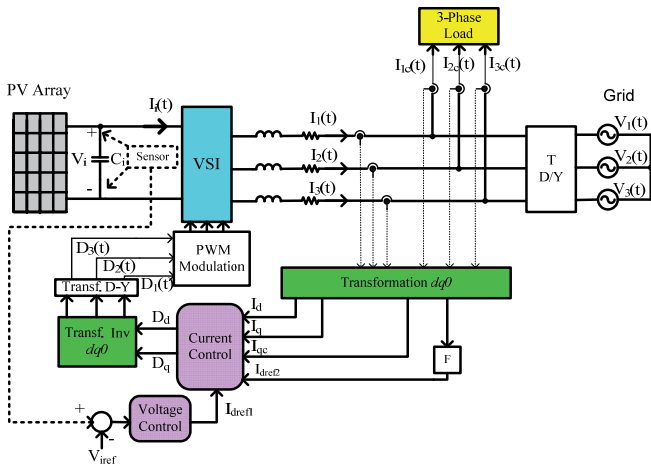 3-Phase
Load
I1c(t)
I2c(t)
I3c(t)
PV Array
Grid
Ii(t)
I1(t)
V1(t)
+
Vi
Ci
Sensor
VSI
I2(t)
T
D/Y
V2(t)
-
I3(t)
V3(t)
D3(t)
D2(t)
D1(t)
PWM
Modulation
Transf. D-Y
Transformation dq0
Transf. Inv
dq0
Dd
Dq
Current
Control
Id
Iq
Iqc
Idref2
F
+
-
Voltage
Control
Idref1
Viref